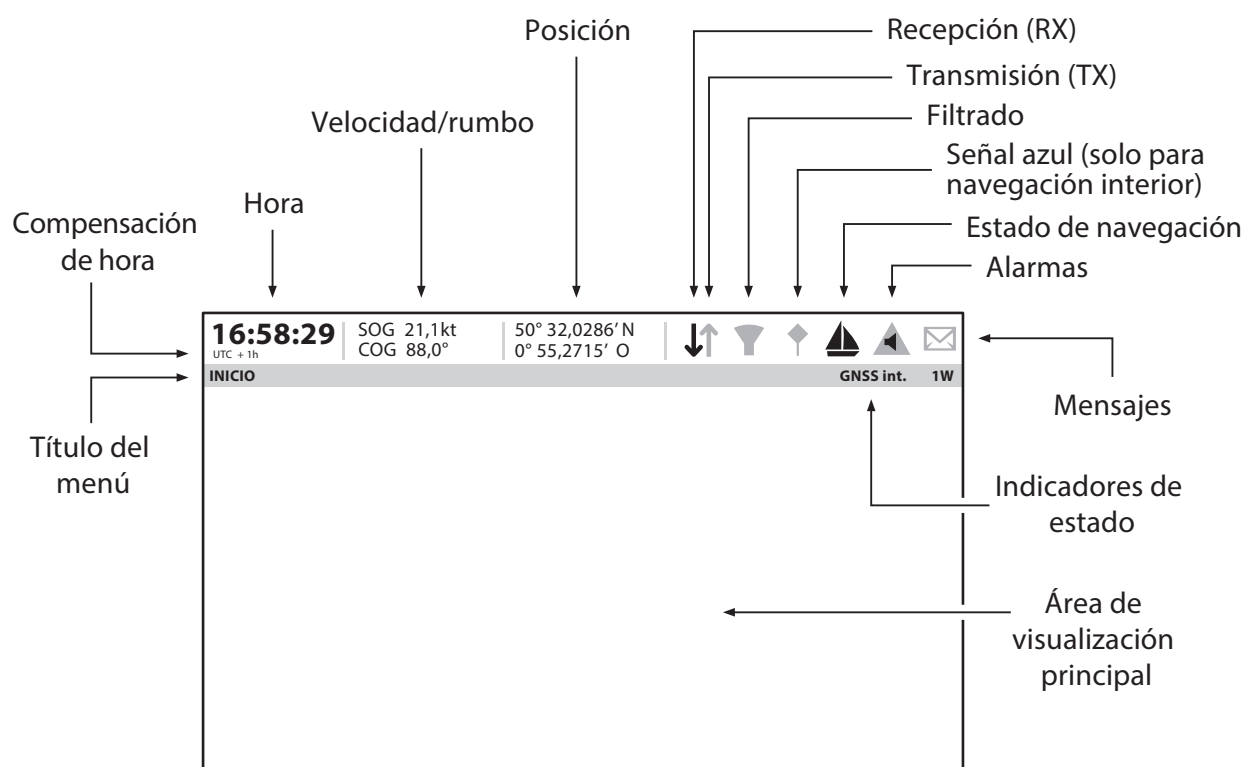 Posición
Recepción (RX)
Transmisión (TX)
Velocidad/rumbo
Filtrado
Señal azul (solo para
navegación interior)
Hora
Compensación
de hora
Estado de navegación
Alarmas
16:58:29
UTC + 1h
SOG 21,1kt
COG 88,0°
50° 32,0286′ N
0° 55,2715′ O
INICIO
GNSS int. 1W
Mensajes
Título del
menú
Indicadores de
estado
Área de
visualización
principal